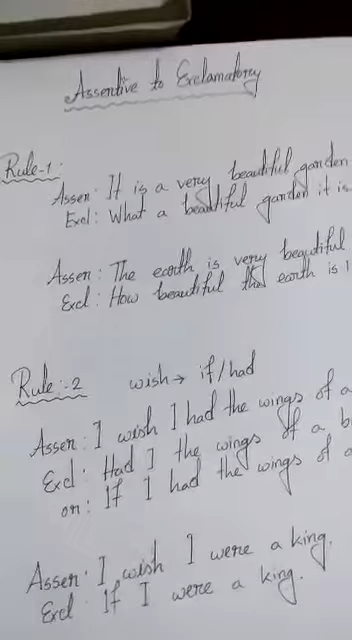 Assertive to Exclamatory
Rule-1:
Assen: It is a very beautiful garden
Excl: What a beautiful garden it is
Assen: The earth is very beautiful
Excl: How beautiful the earth is !
Rule:-2 wish→ if/had
Assen: I wish I had the wings of a
Excl: Had I the wings of a b
or: If I had the wings of a
Assen: I wish I were a king.
Excl: If I were a king.